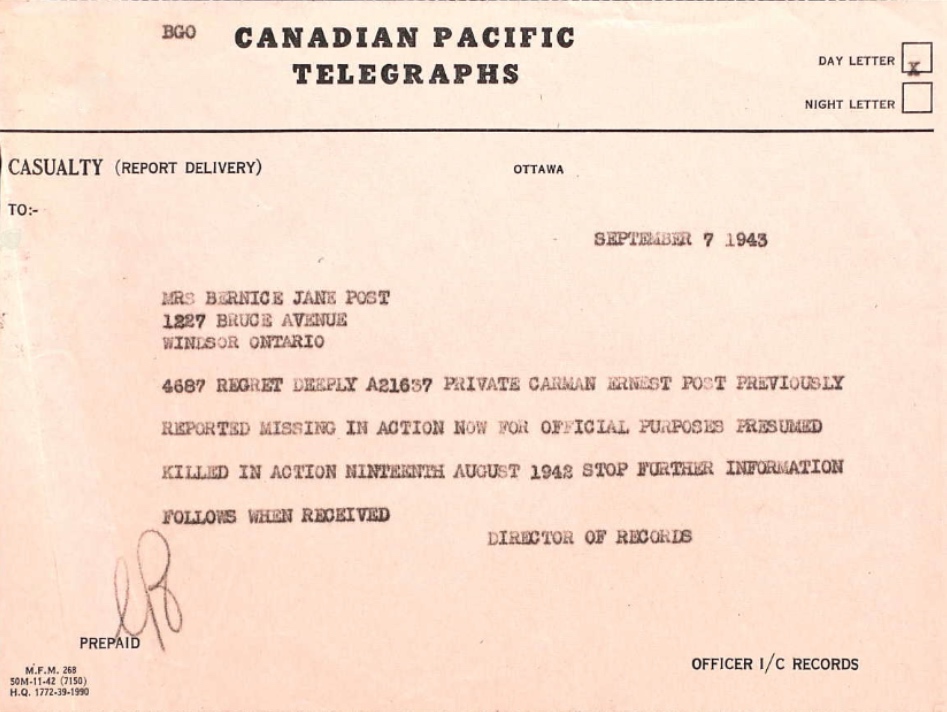 BGO
CANADIAN PACIFIC
TELEGRAPHS
DAY LETTER X
NIGHT LETTER
CASUALTY (REPORT DELIVERY)
OTTAWA
TO:-
SEPTEMBER 7 1943
MRS BERNICE JANE POST
1227 BRUCE AVENUE
WINDSOR ONTARIO
4687 REGRET DEEPLY A21637 PRIVATE CARMAN ERNEST POST PREVIOUSLY
REPORTED MISSING IN ACTION NOW FOR OFFICIAL PURPOSES PRESUMED
KILLED IN ACTION NINTEENTH AUGUST 1942 STOP FURTHER INFORMATION
FOLLOWS WHEN RECEIVED
DIRECTOR OF RECORDS
PREPAID
OFFICER I/C RECORDS
M.F.M. 268
50M-11-42 (7150)
H.Q. 1772-39-1990